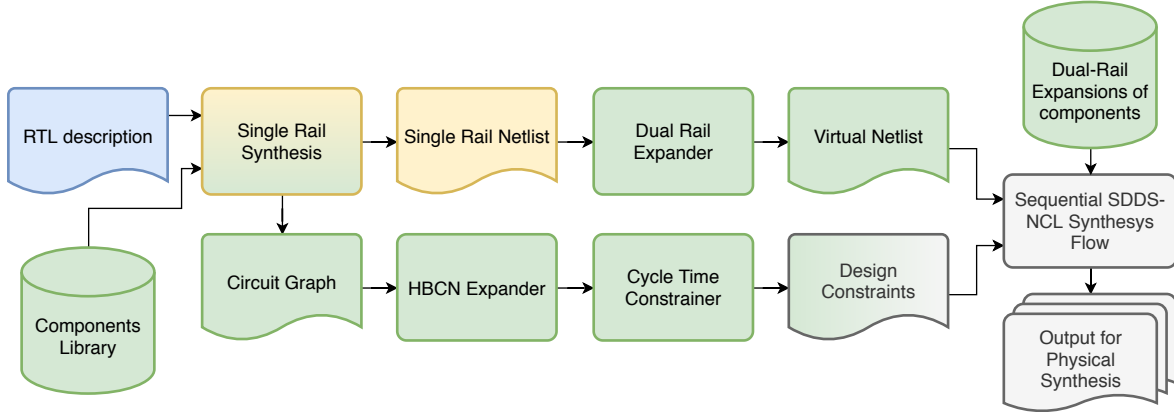 Dual-Rail
Expansions of
components
RTL description
Single Rail
Synthesis
Single Rail Netlist
Dual Rail
Expander
Virtual Netlist
Sequential SDDS-
NCL Synthesys
Flow
Components
Library
Circuit Graph
HBCN Expander
Cycle Time
Constrainer
Design
Constraints
Output for
Physical
Synthesis